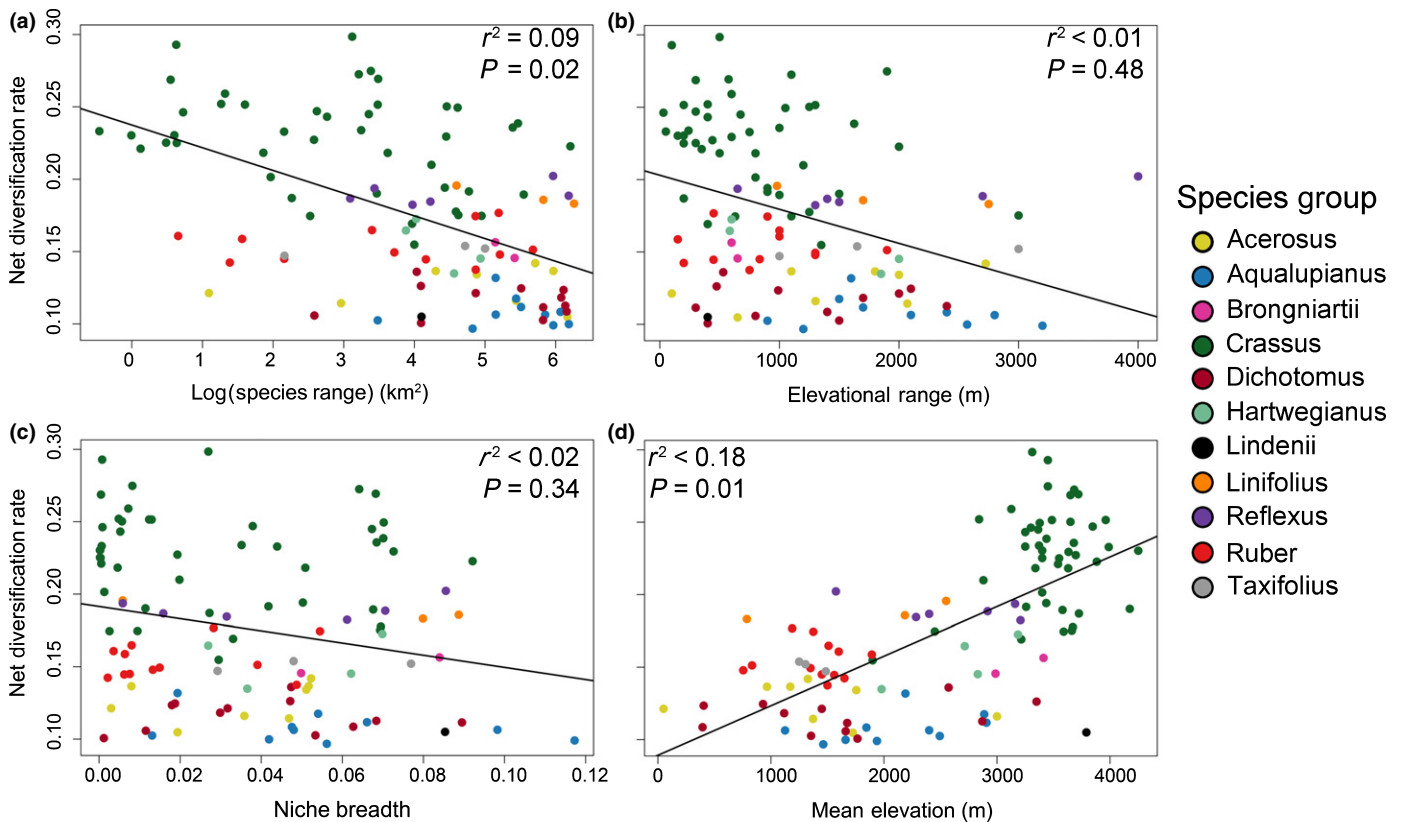 (a)
r² = 0.09
P = 0.02
Net diversification rate
0.30
0.25
0.20
0.15
0.10
0 1 2 3 4 5 6
Log(species range) (km²)
(b)
r² < 0.01
P = 0.48
0 1000 2000 3000 4000
Elevational range (m)
(c)
r² < 0.02
P = 0.34
Net diversification rate
0.30
0.25
0.20
0.15
0.10
0.00 0.02 0.04 0.06 0.08 0.10 0.12
Niche breadth
(d)
r² < 0.18
P = 0.01
0 1000 2000 3000 4000
Mean elevation (m)
Species group
Acerosus
Aqualupianus
Brongniartii
Crassus
Dichotomus
Hartwegianus
Lindenii
Linifolius
Reflexus
Ruber
Taxifolius